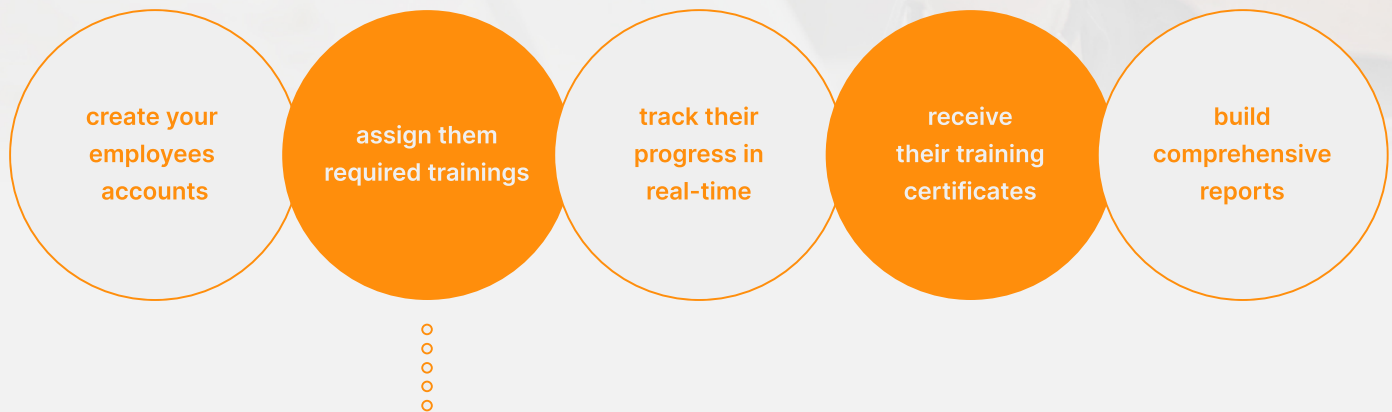 create your
employees
accounts
assign them
required trainings
track their
progress in
real-time
receive
their training
certificates
build
comprehensive
reports